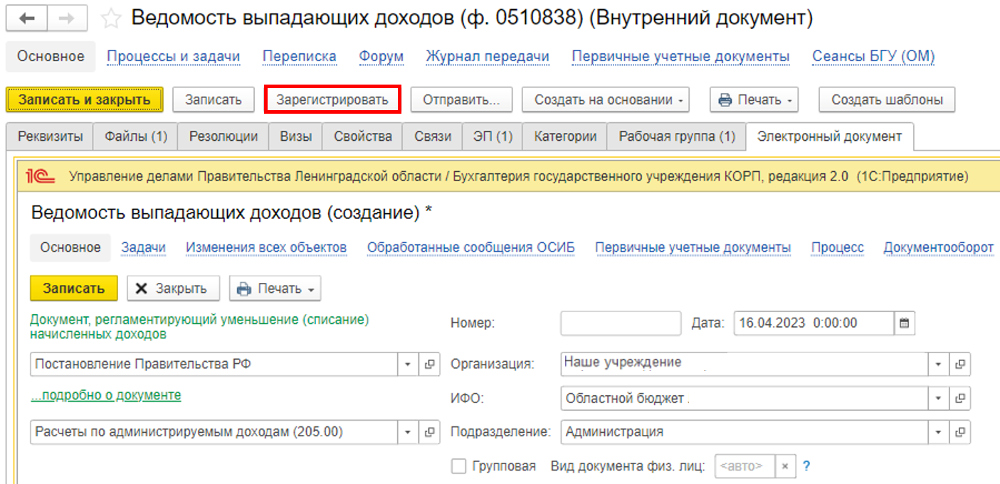 Ведомость выпадающих доходов (ф. 0510838) (Внутренний документ)
Основное Процессы и задачи Переписка Форум Журнал передачи Первичные учетные документы Сеансы БГУ (ОМ)
Записать и закрыть Записать Зарегистрировать Отправить... Создать на основании Печать Создать шаблоны
Реквизиты Файлы (1) Резолюции Визы Свойства Связи ЭП (1) Категории Рабочая группа (1) Электронный документ
1С Управление делами Правительства Ленинградской области / Бухгалтерия государственного учреждения КОРП, редакция 2.0 (1С:Предприятие)
Ведомость выпадающих доходов (создание) *
Основное Задачи Изменения всех объектов Обработанные сообщения ОСИБ Первичные учетные документы Процесс Документооборот
Записать Закрыть Печать
Документ, регламентирующий уменьшение (списание)
начисленных доходов
Номер: Дата: 16.04.2023 0:00:00
Постановление Правительства РФ Организация: Наше учреждение
...подробно о документе ИФО: Областной бюджет
Расчеты по администрируемым доходам (205.00) Подразделение: Администрация
Групповая Вид документа физ. лиц: <авто> × ?